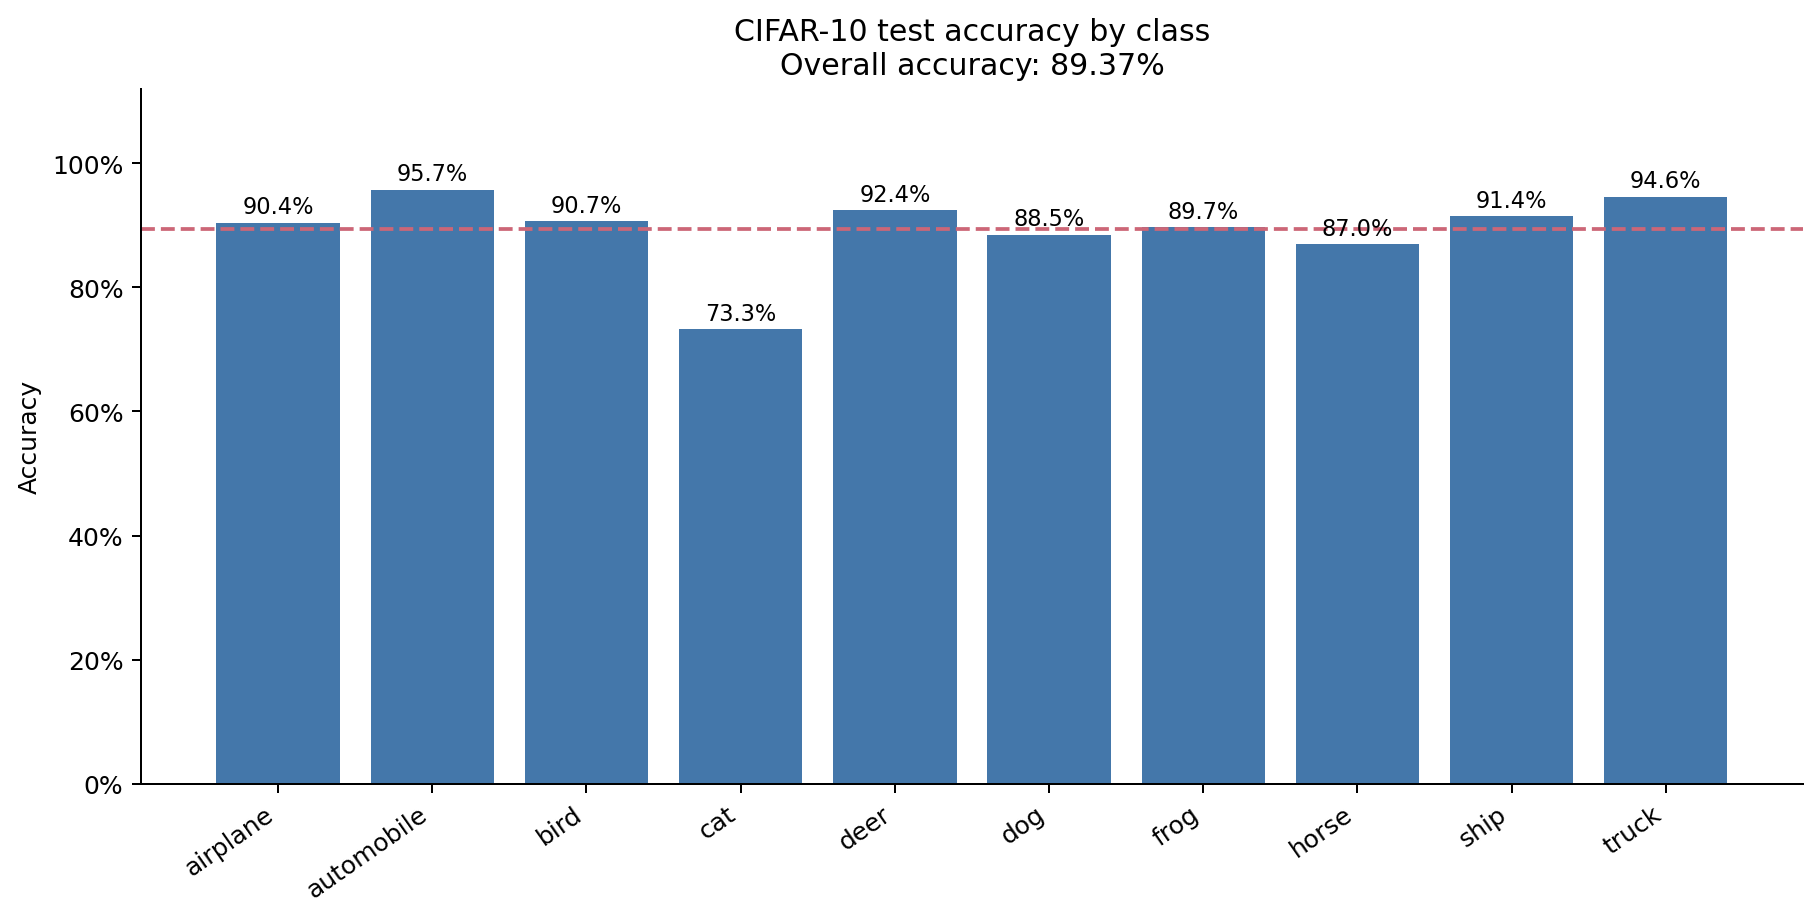 CIFAR-10 test accuracy by class
Overall accuracy: 89.37%
Accuracy
100%
80%
60%
40%
20%
0%
90.4%
95.7%
90.7%
73.3%
92.4%
88.5%
89.7%
87.0%
91.4%
94.6%
airplane
automobile
bird
cat
deer
dog
frog
horse
ship
truck